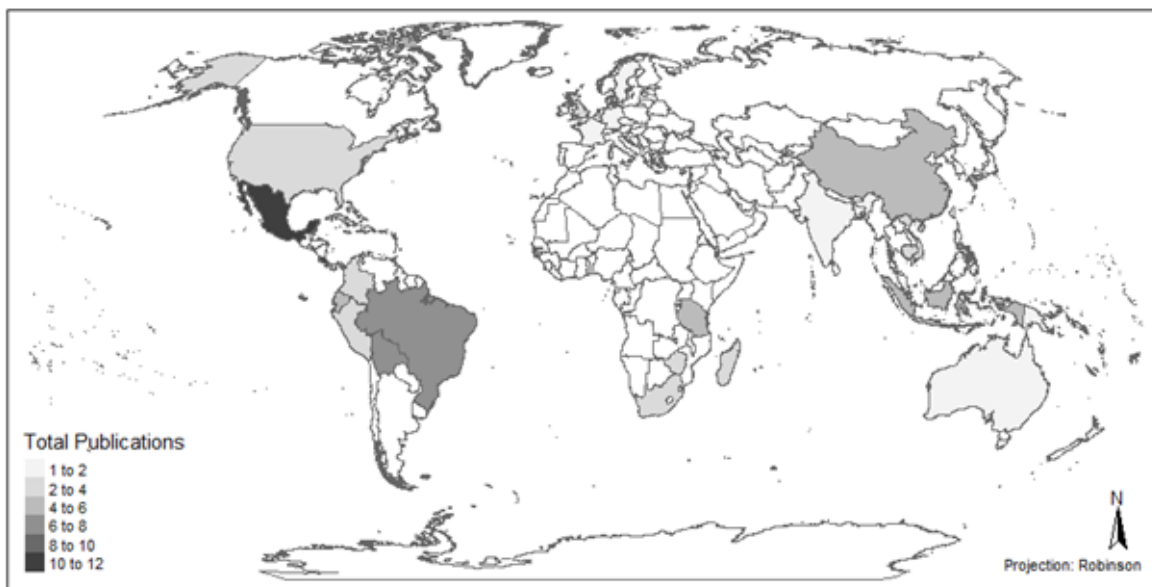 Total Publications
1 to 2
2 to 4
4 to 6
6 to 8
8 to 10
10 to 12
N
Projection: Robinson